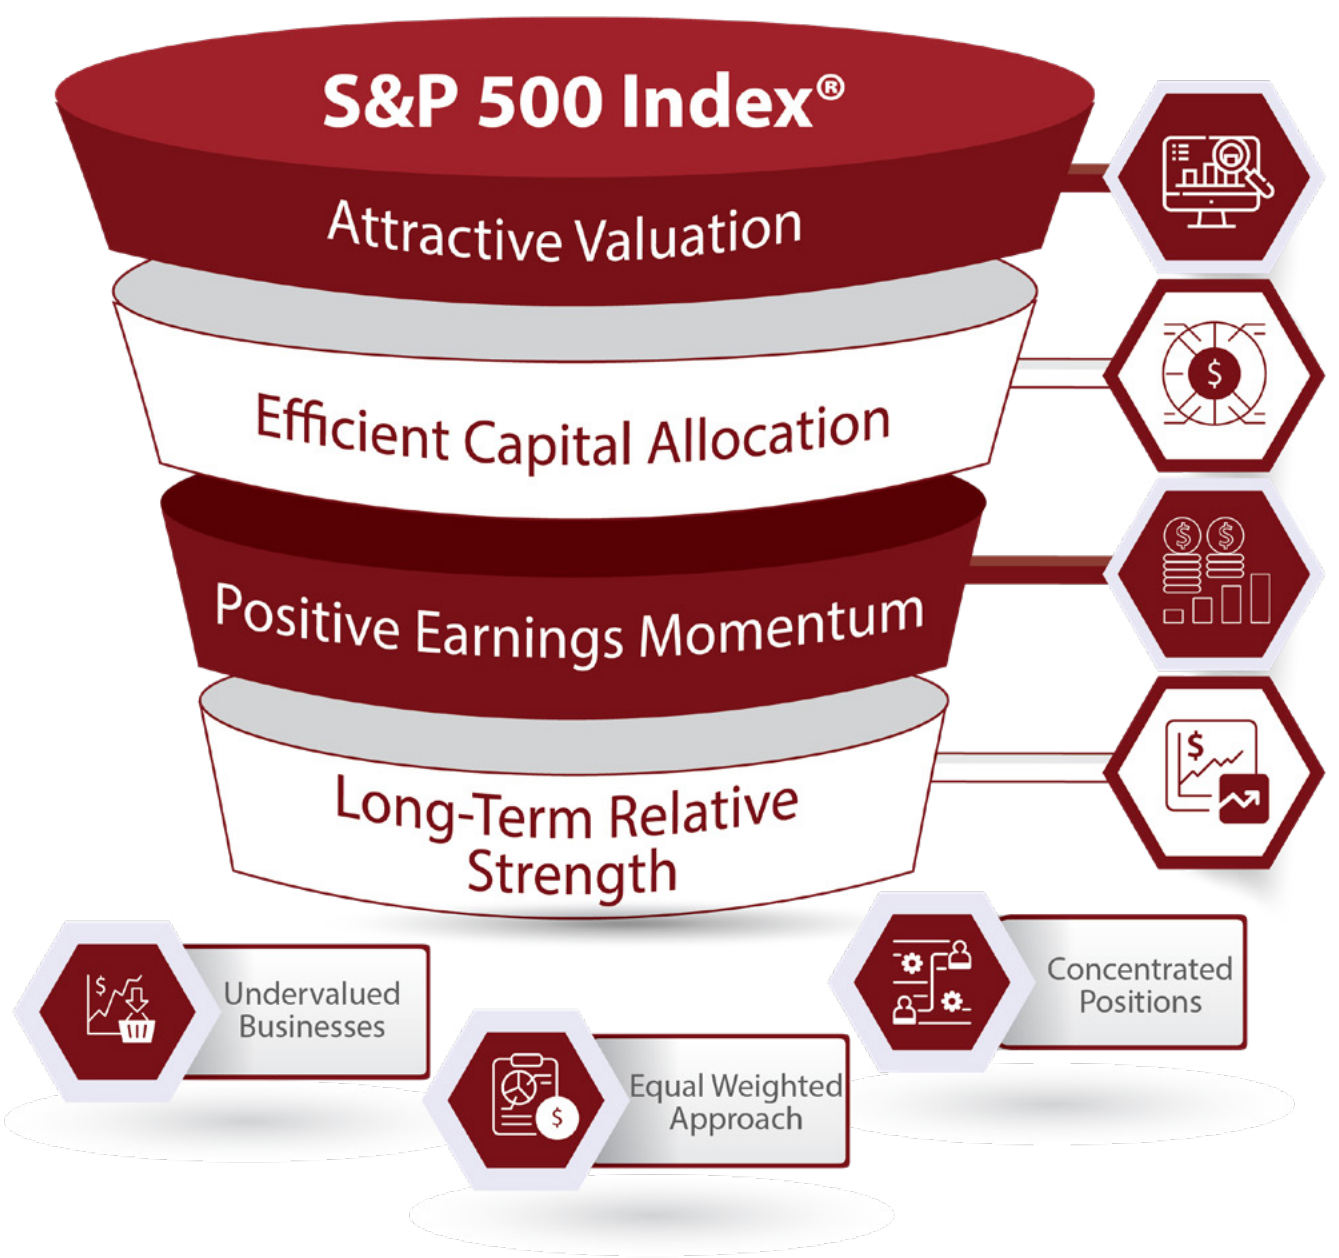 S&P 500 Index®
Attractive Valuation
Efficient Capital Allocation
Positive Earnings Momentum
Long-Term Relative
Strength
Undervalued
Businesses
Equal Weighted
Approach
Concentrated
Positions
$
$
$
$
$
$